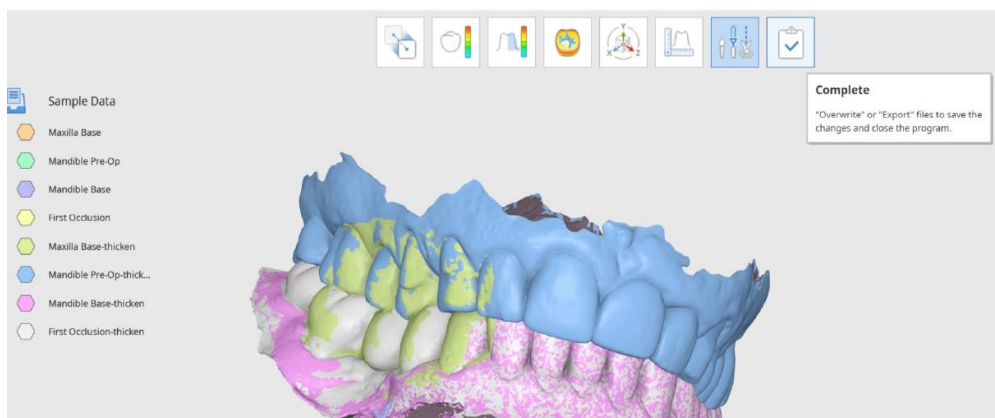 Y
X
Z
Complete
"Overwrite" or "Export" files to save the
changes and close the program.
Sample Data
Maxilla Base
Mandible Pre-Op
Mandible Base
First Occlusion
Maxilla Base-thicken
Mandible Pre-Op-thick...
Mandible Base-thicken
First Occlusion-thicken